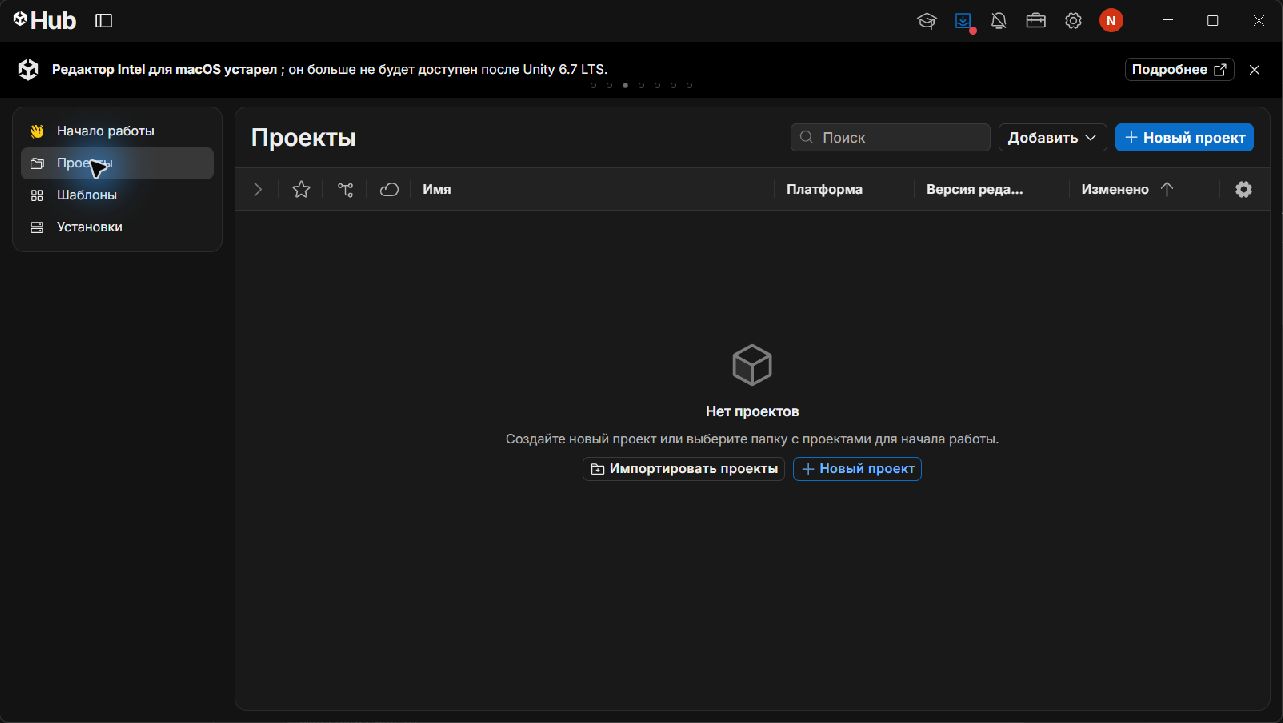 Hub
N
Редактор Intel для macOS устарел ; он больше не будет доступен после Unity 6.7 LTS.
Подробнее
Начало работы
Проекты
Шаблоны
Установки
Проекты
Поиск
Добавить
+ Новый проект
Имя
Платформа
Версия реда...
Изменено
Нет проектов
Создайте новый проект или выберите папку с проектами для начала работы.
Импортировать проекты
+ Новый проект